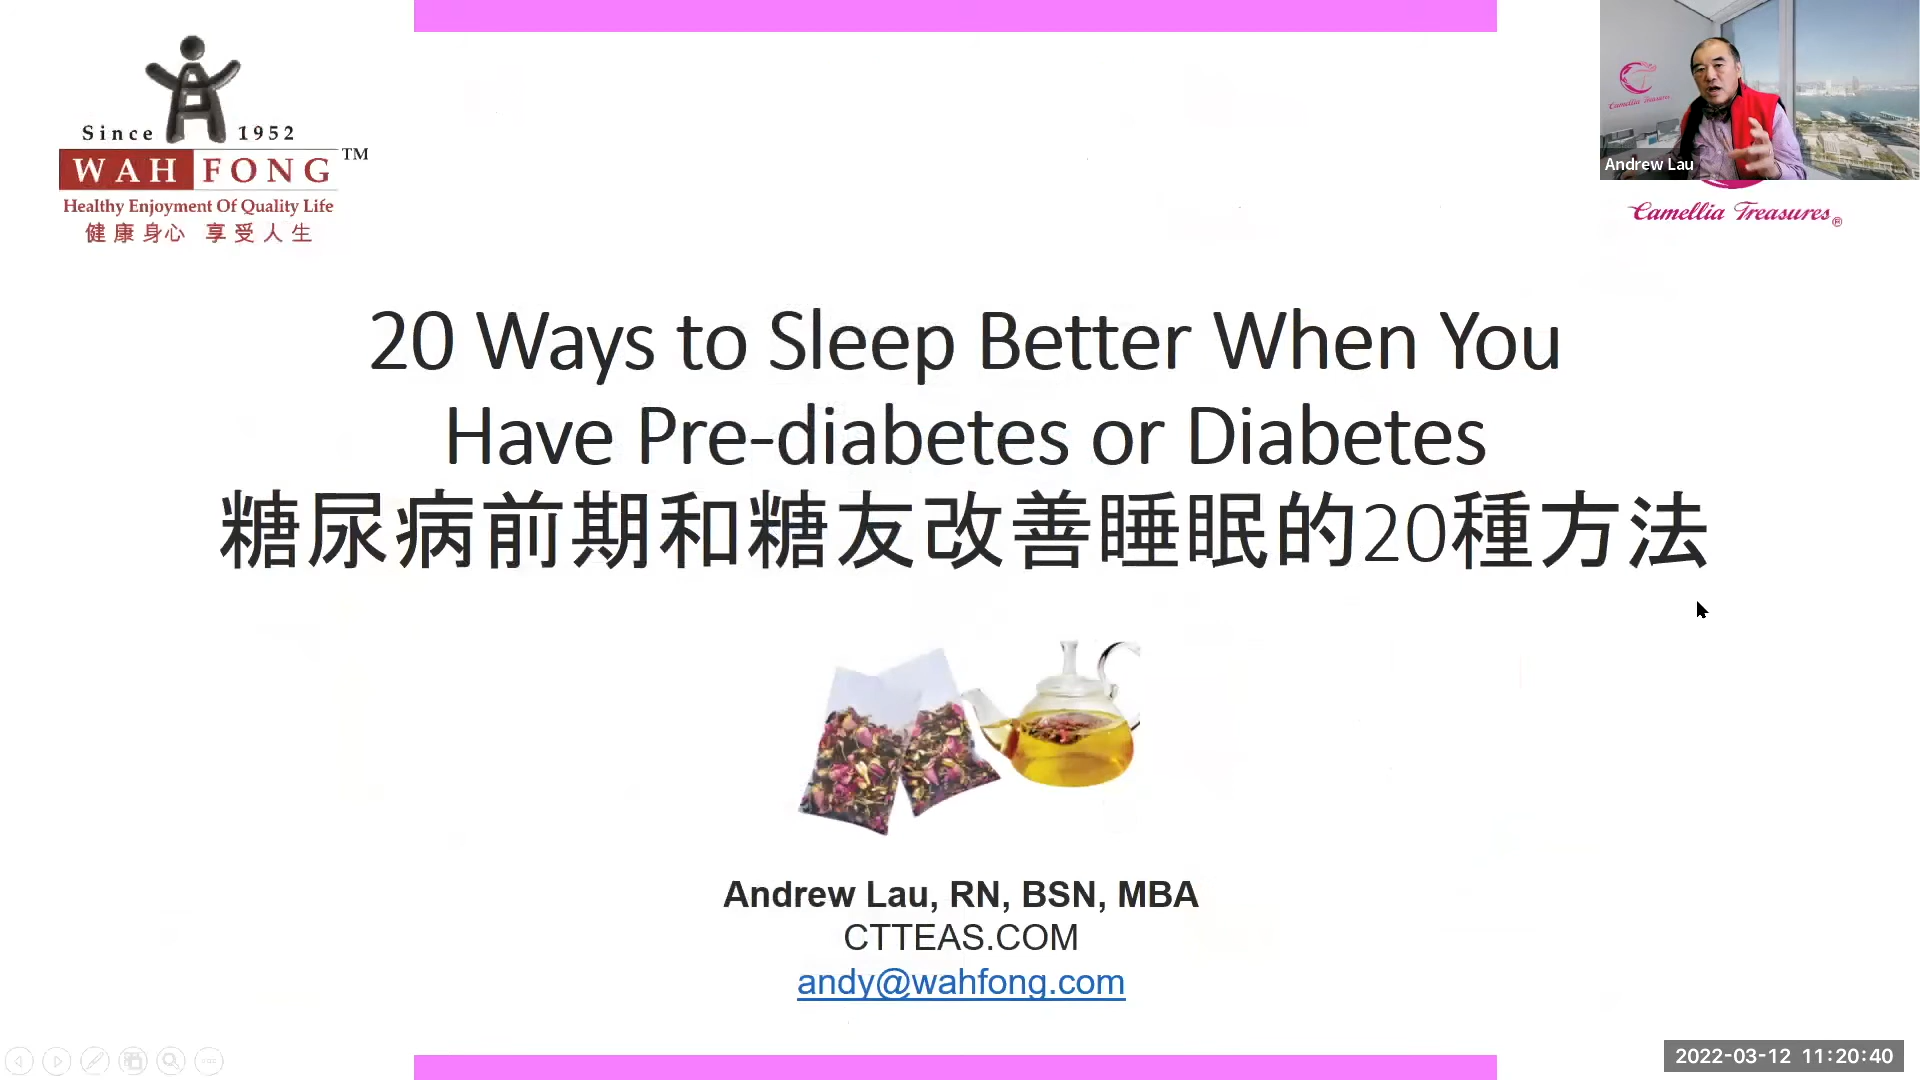 Since 1952
WAH FONG™
Healthy Enjoyment Of Quality Life
健康身心 享受人生
Camellia Treasures
Andrew Lau
Camellia Treasures®
20 Ways to Sleep Better When You
Have Pre-diabetes or Diabetes
糖尿病前期和糖友改善睡眠的20種方法
Andrew Lau, RN, BSN, MBA
CTTEAS.COM
andy@wahfong.com
2022-03-12 11:20:40